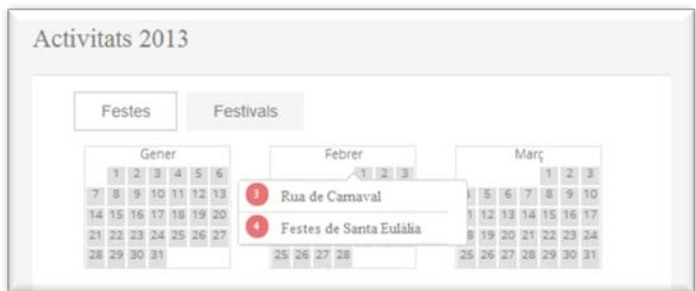 Activitats 2013
Festes Festivals
Gener Febrer Març
1 2 3 4 5 6 1 2 3 1 2 3
7 8 9 10 11 12 13 3 Rua de Carnaval 5 6 7 8 9 10
14 15 16 17 18 19 20 12 13 14 15 16 17
21 22 23 24 25 26 27 4 Festes de Santa Eulàlia 19 20 21 22 23 24
28 29 30 31 25 26 27 28 25 26 27 28 29 30 31